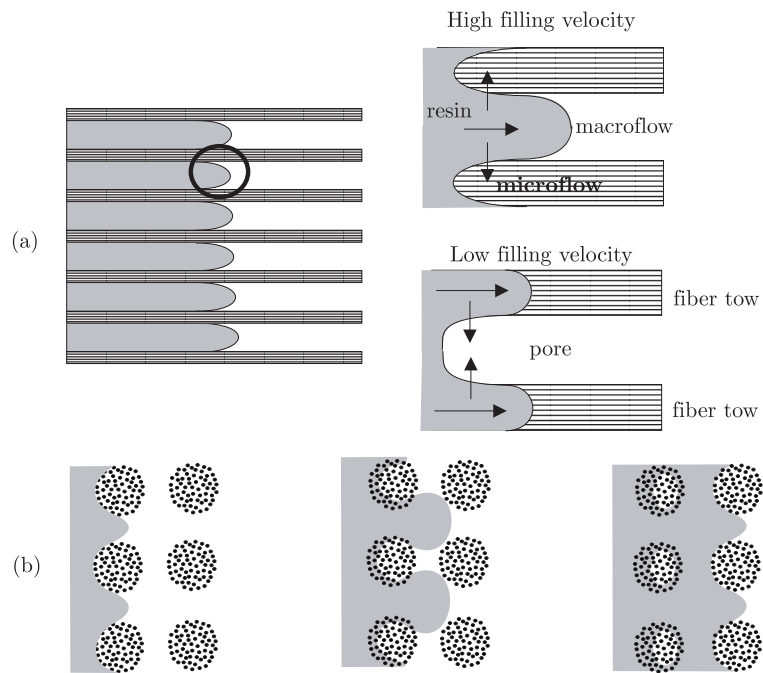 High filling velocity
resin
macroflow
microflow
(a)
Low filling velocity
fiber tow
pore
fiber tow
(b)